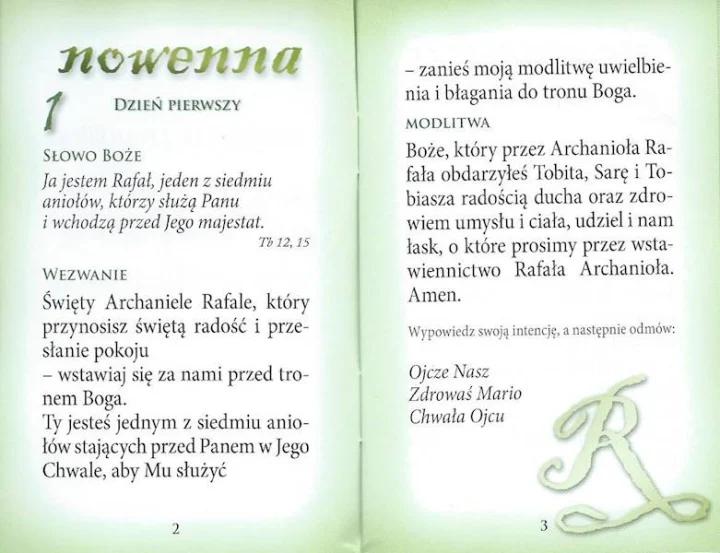 nowenna
1
Dzień pierwszy
Słowo Boże
Ja jestem Rafał, jeden z siedmiu
aniołów, którzy służą Panu
i wchodzą przed Jego majestat.
Tb 12, 15
Wezwanie
Święty Archaniele Rafale, który
przynosisz świętą radość i prze-
słanie pokoju
– wstawiaj się za nami przed tro-
nem Boga.
Ty jesteś jednym z siedmiu anio-
łów stających przed Panem w Jego
Chwale, aby Mu służyć
2
– zanieś moją modlitwę uwielbie-
nia i błagania do tronu Boga.
Modlitwa
Boże, który przez Archanioła Ra-
fała obdarzyłeś Tobita, Sarę i To-
biasza radością ducha oraz zdro-
wiem umysłu i ciała, udziel i nam
łask, o które prosimy przez wsta-
wiennictwo Rafała Archanioła.
Amen.
Wypowiedz swoją intencję, a następnie odmów:
Ojcze Nasz
Zdrowaś Mario
Chwała Ojcu
R
3